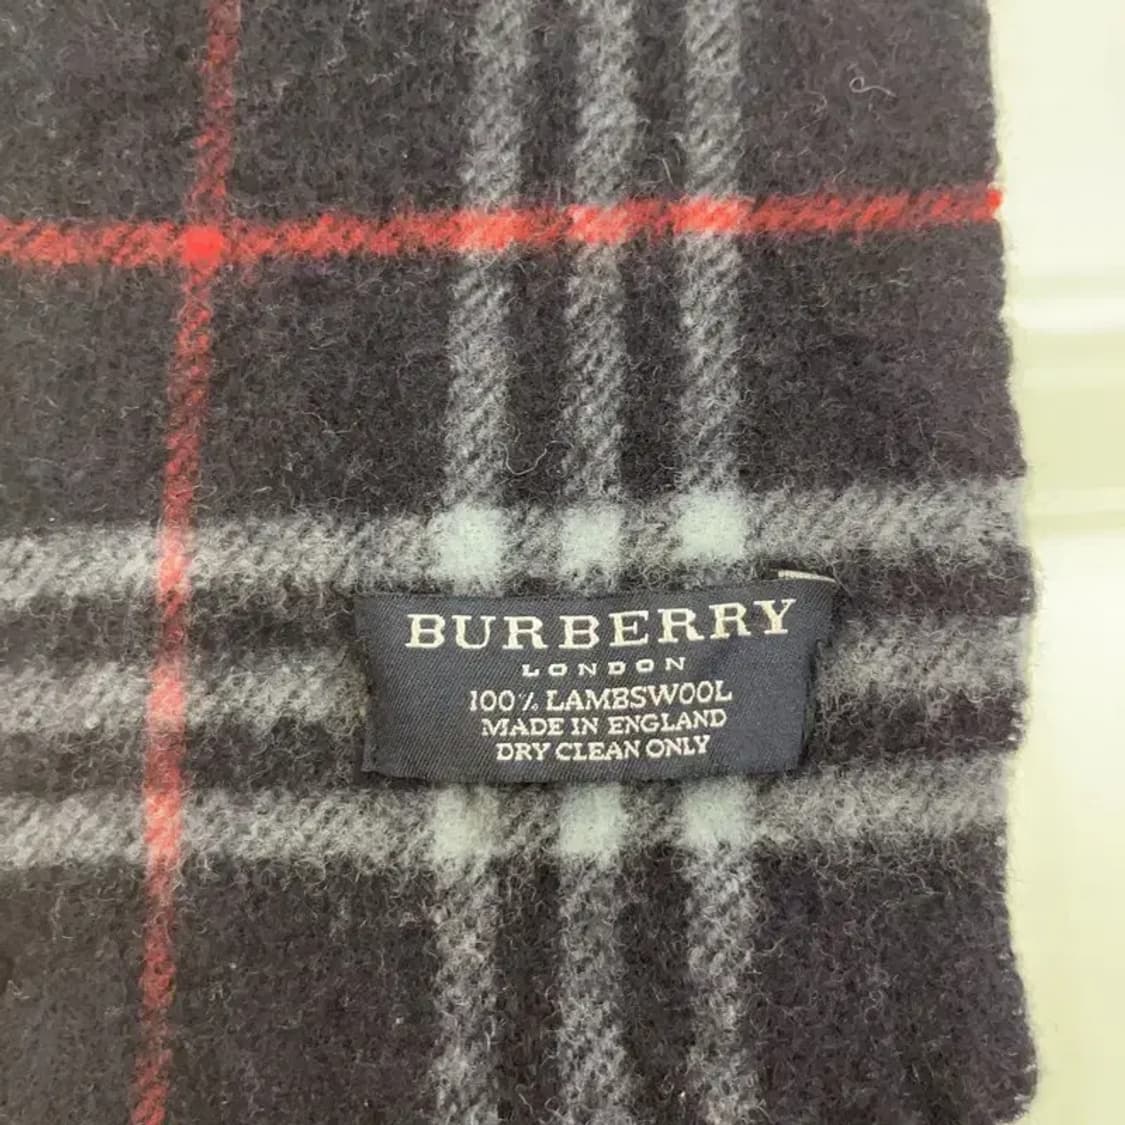 BURBERRY
LONDON
100% LAMBSWOOL
MADE IN ENGLAND
DRY CLEAN ONLY